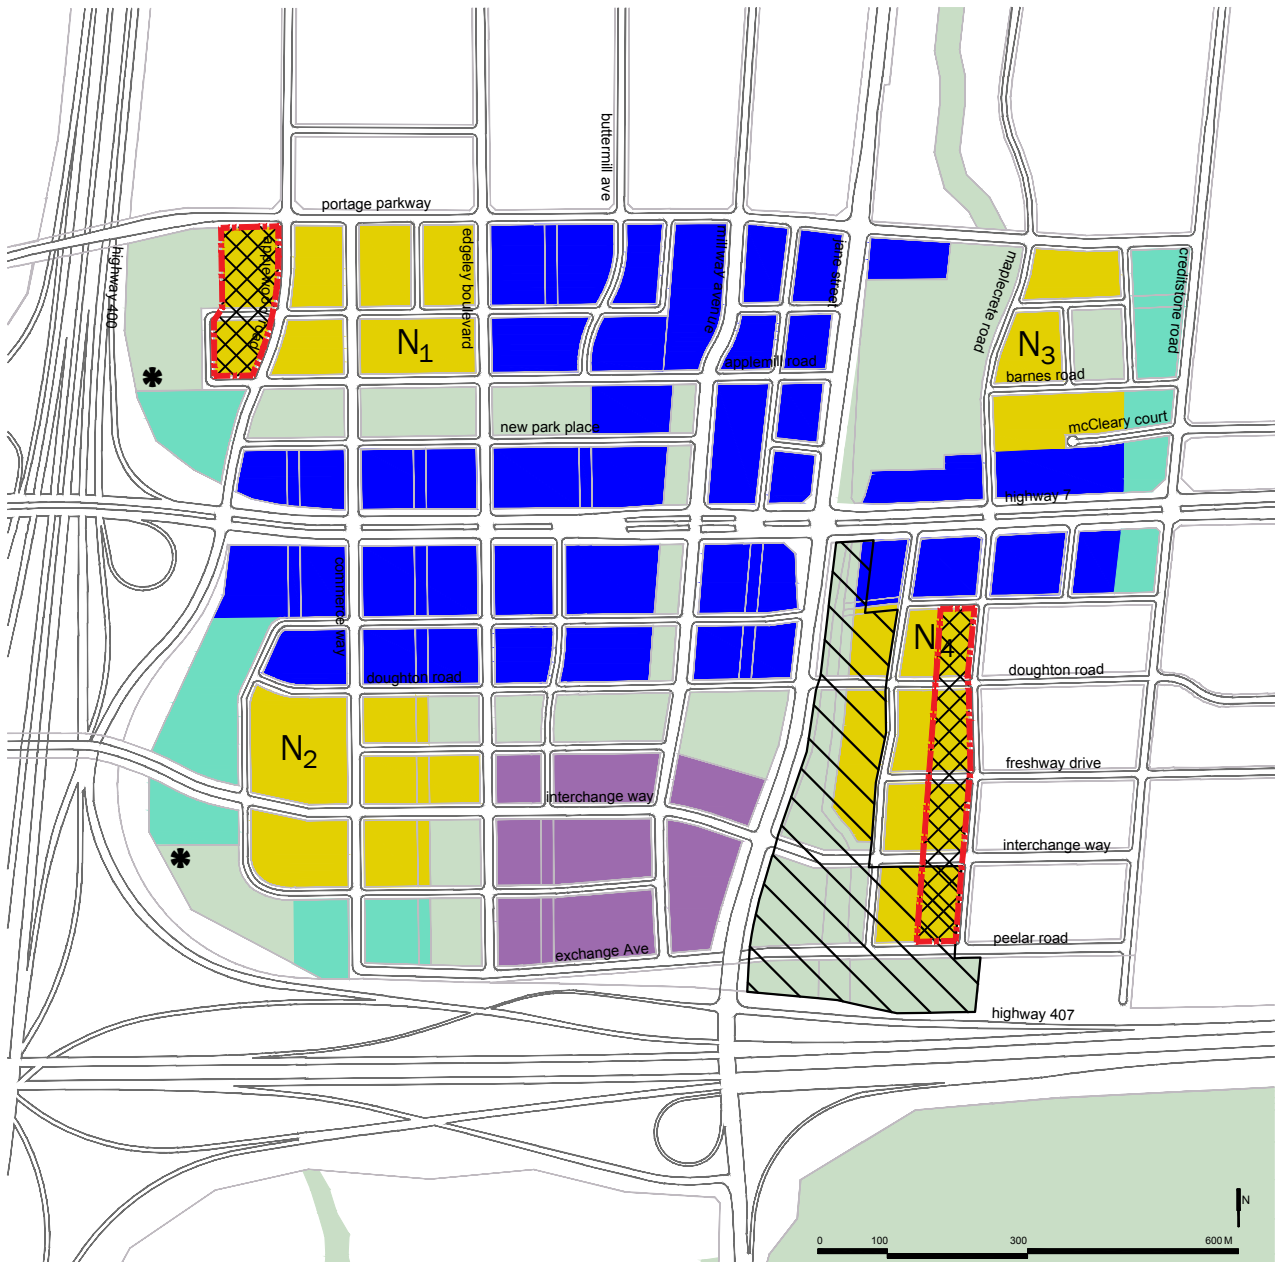 buttermill ave
portage parkway
highway 400
applewood road
edgeley boulevard
millway avenue
jane street
maplecrete road
creditstone road
N1
N3
applemill road
barnes road
new park place
mcCleary court
highway 7
commerce way
N4
doughton road
doughton road
N2
freshway drive
interchange way
interchange way
peelar road
exchange Ave
highway 407
N
0 100 300 600 M